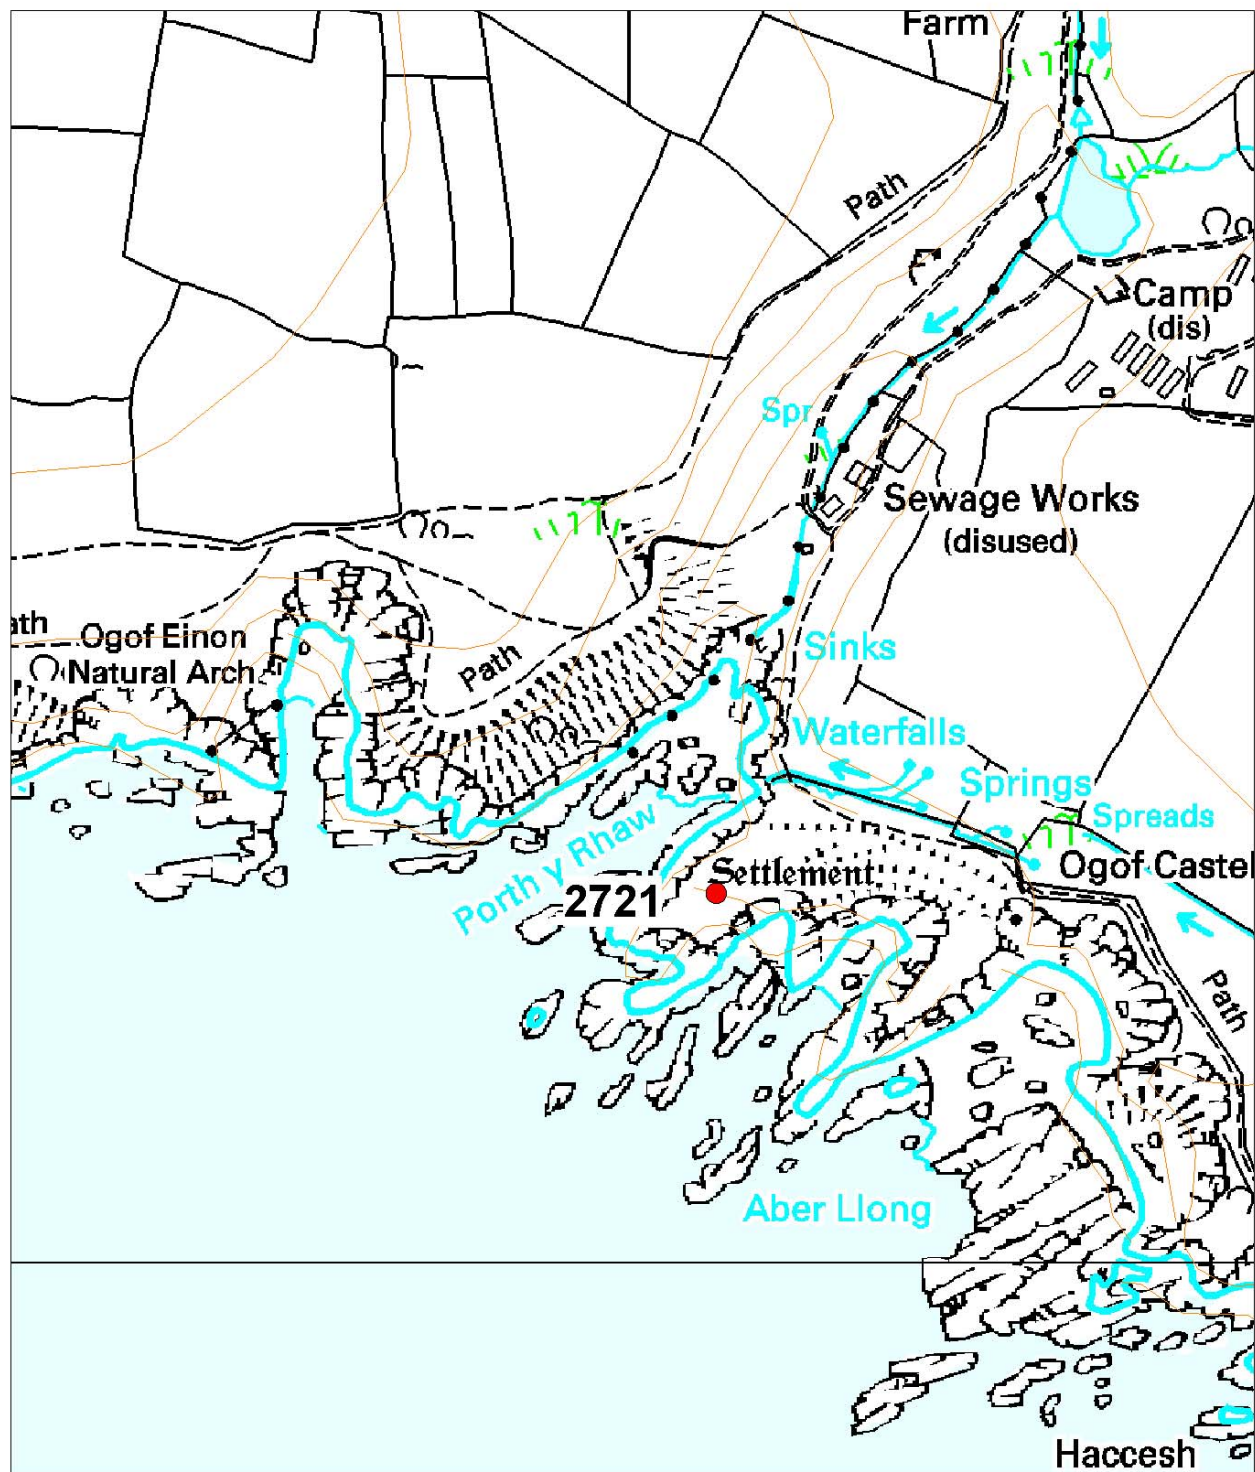 Farm
Path
Camp
(dis)
Spr
Sewage Works
(disused)
ath
Ogof Einon
Natural Arch
Path
Sinks
Waterfalls
Springs
Spreads
Porth y Rhaw
Settlement
Ogof Castel
2721
Path
Aber Llong
Haccesh